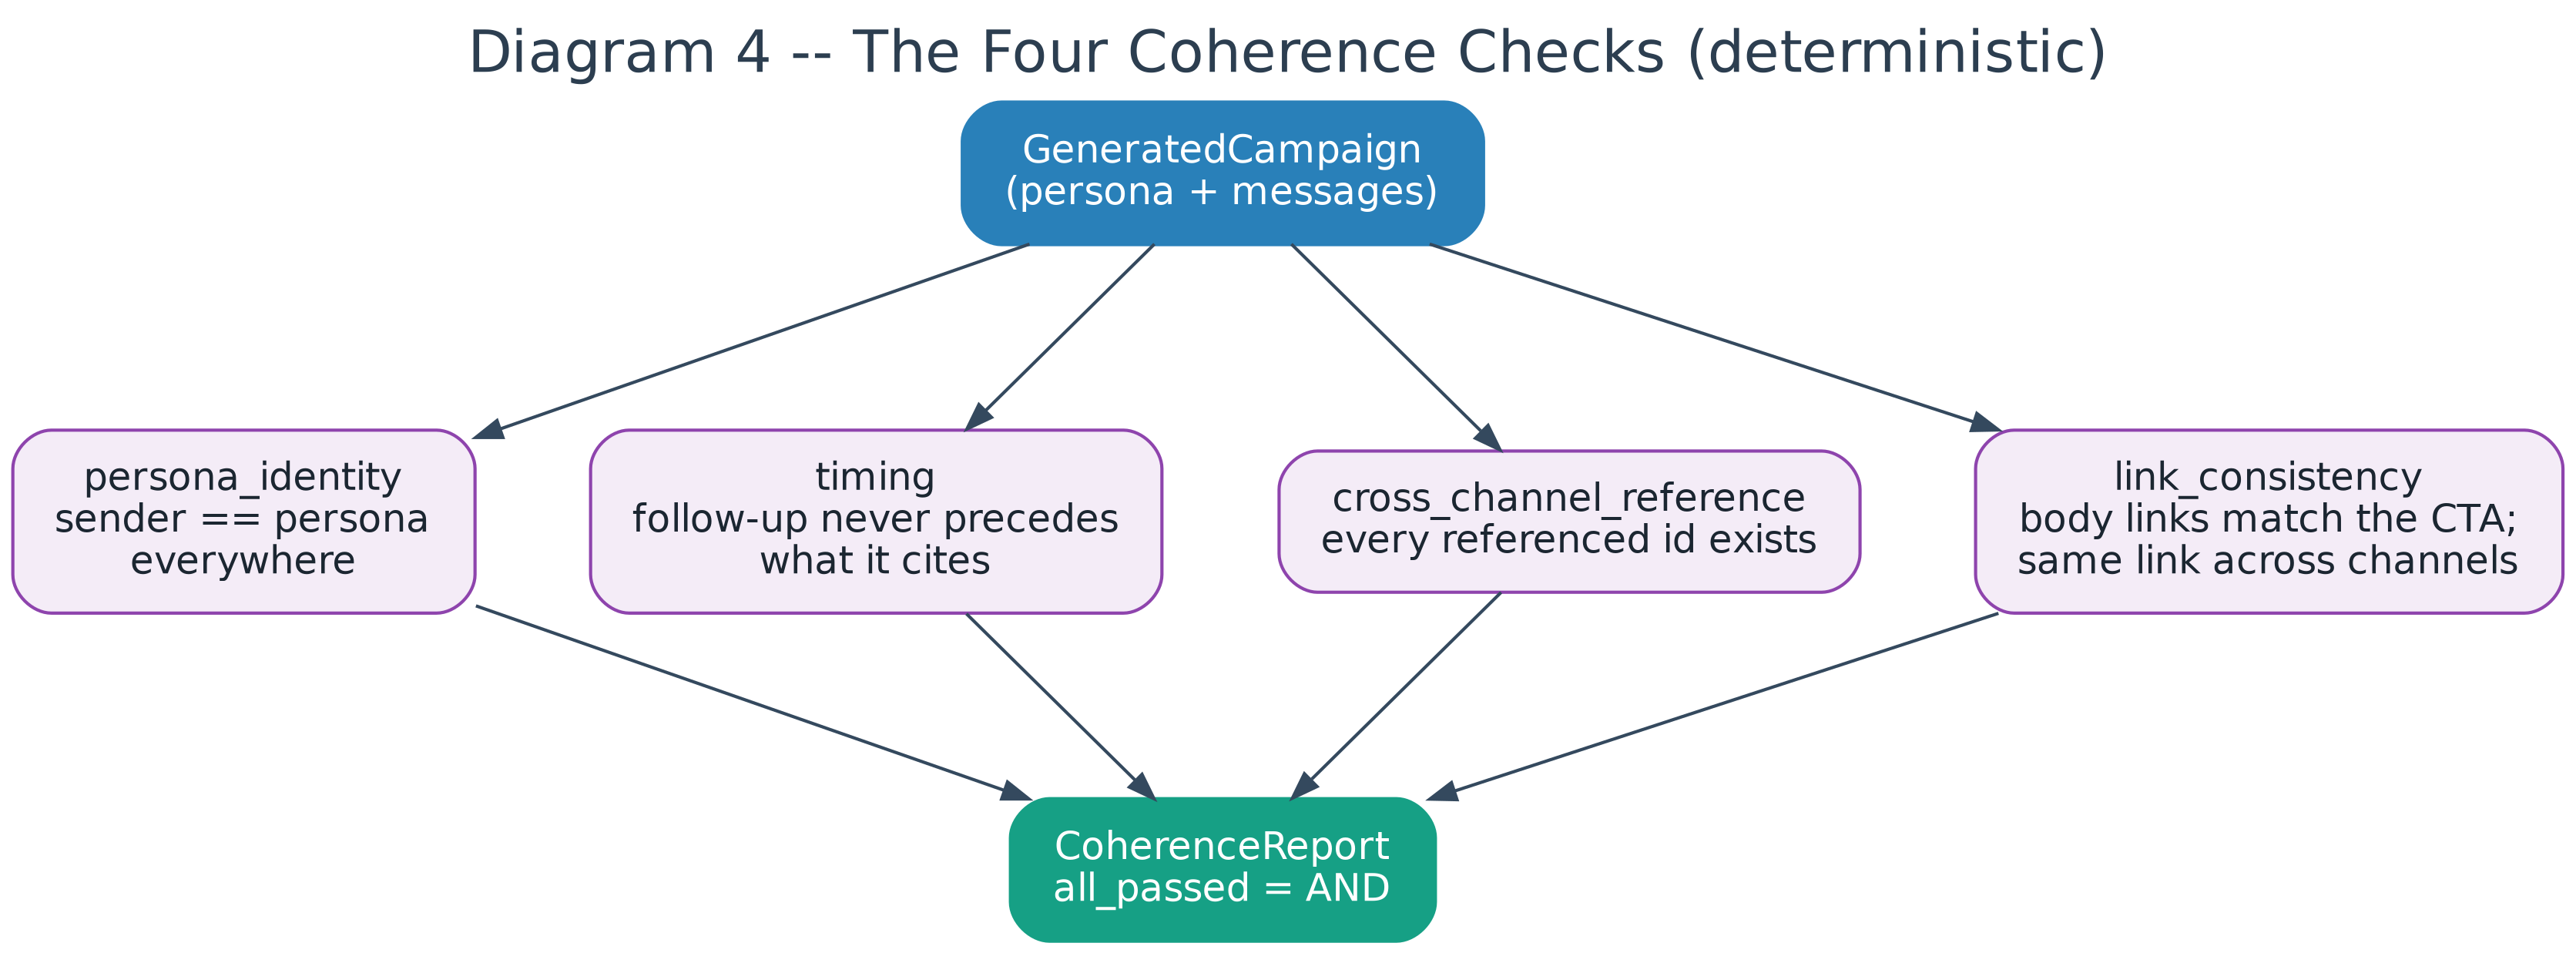 Diagram 4 -- The Four Coherence Checks (deterministic)
GeneratedCampaign
(persona + messages)
persona_identity
sender == persona
everywhere
timing
follow-up never precedes
what it cites
cross_channel_reference
every referenced id exists
link_consistency
body links match the CTA;
same link across channels
CoherenceReport
all_passed = AND